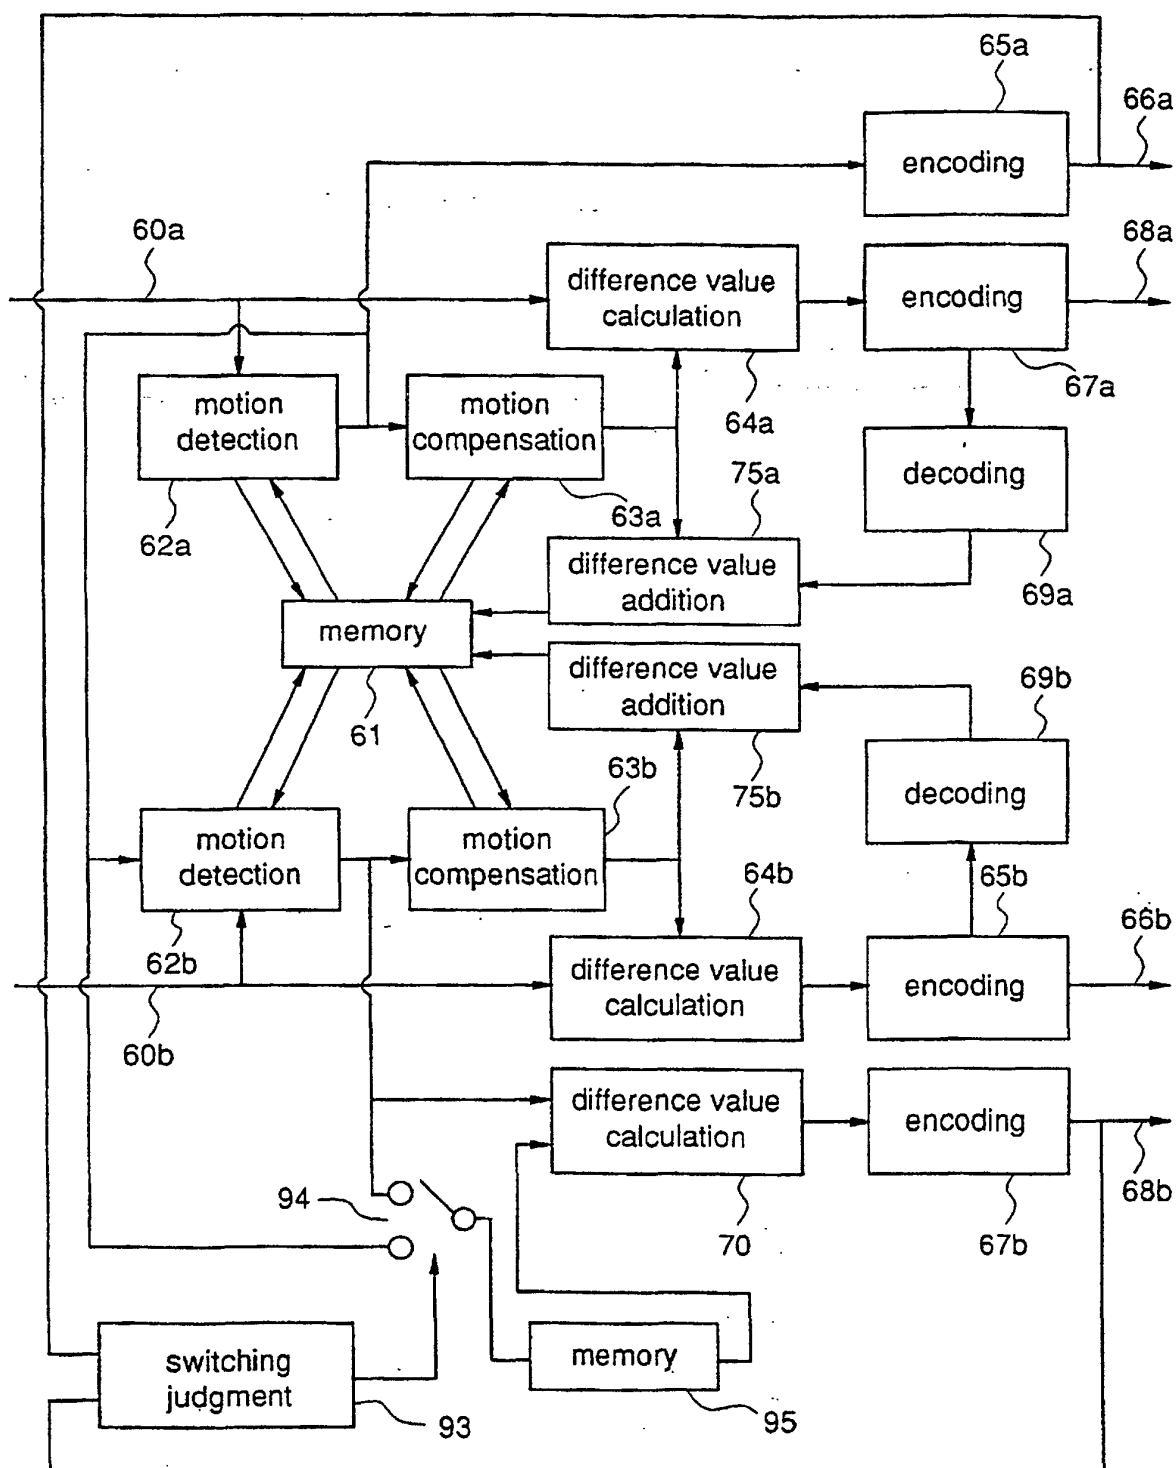 65a
66a
encoding
60a
68a
difference value
calculation
encoding
67a
64a
motion
detection
motion
compensation
75a
decoding
62a
63a
difference value
addition
69a
memory
difference value
addition
69b
61
63b
75b
decoding
motion
detection
motion
compensation
64b
65b
66b
62b
difference value
calculation
encoding
60b
difference value
calculation
encoding
68b
94
70
67b
switching
judgment
memory
93
95